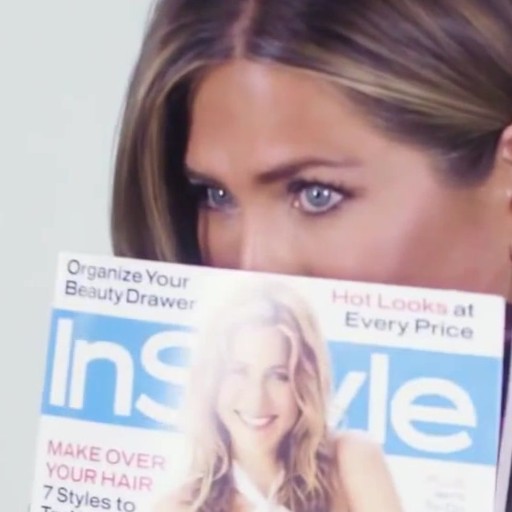 Organize Your
Beauty Drawer
Hot Looks at
Every Price
InStyle
MAKE OVER
YOUR HAIR
7 Styles to